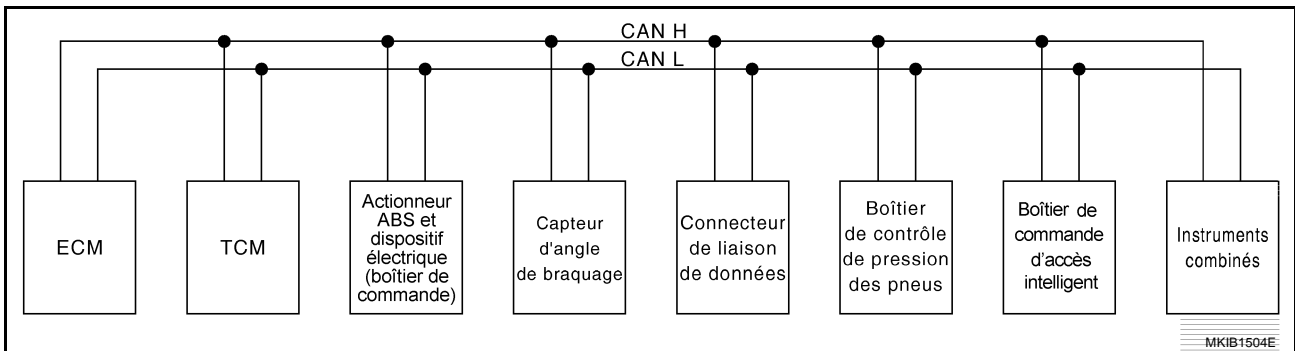 CAN H
CAN L
ECM
TCM
Actionneur
ABS et
dispositif
électrique
(boîtier de
commande)
Capteur
d'angle
de braquage
Connecteur
de liaison
de données
Boîtier
de contrôle
de pression
des pneus
Boîtier de
commande
d'accès
intelligent
Instruments
combinés
MKIB1504E